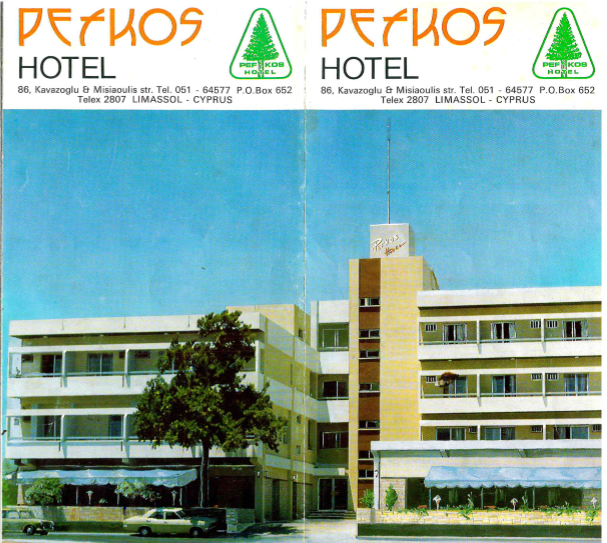 PEFKOS
HOTEL
PEFKOS
HOTEL
86, Kavazoglu & Misiaoulis str. Tel. 051 - 64577 P.O.Box 652
Telex 2807 LIMASSOL - CYPRUS
PEFKOS
HOTEL
PEFKOS
HOTEL
86, Kavazoglu & Misiaoulis str. Tel. 051 - 64577 P.O.Box 652
Telex 2807 LIMASSOL - CYPRUS
Pefkos
Hotel